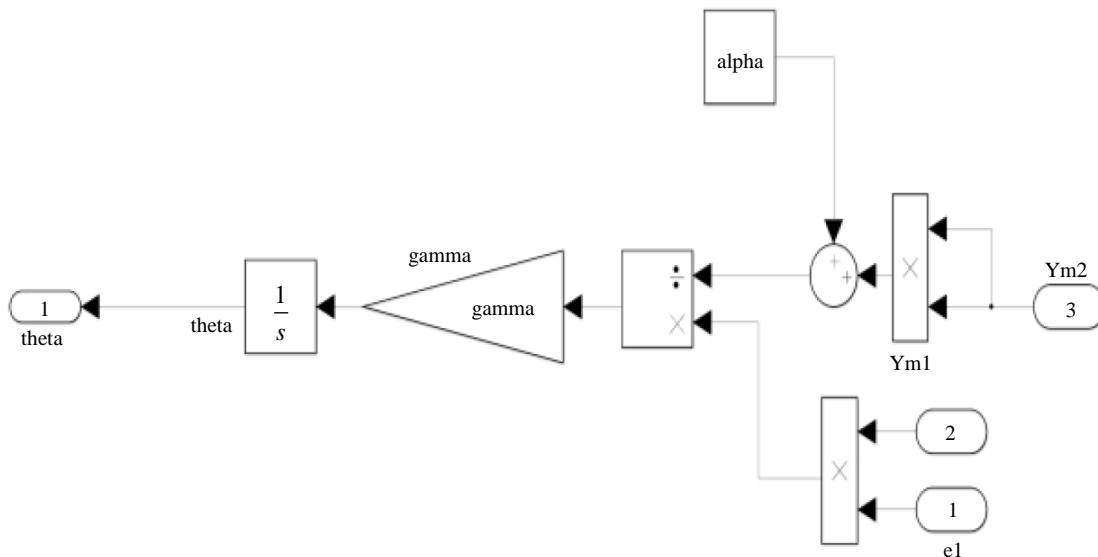 alpha
+
+
×
Ym2
3
Ym1
÷
×
gamma
gamma
1
s
theta
1
theta
2
×
1
e1